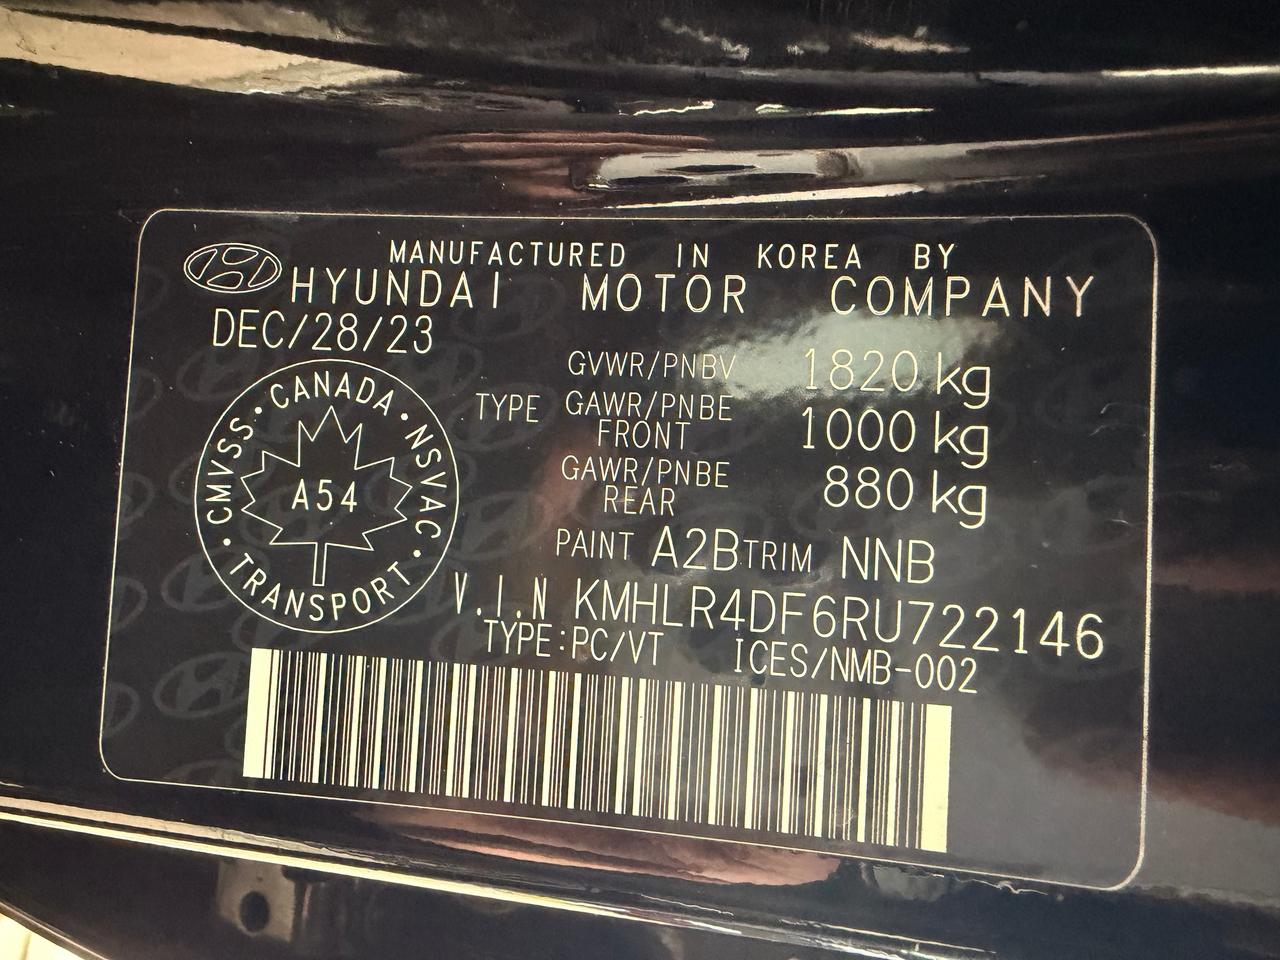 MANUFACTURED IN KOREA BY
HYUNDAI MOTOR COMPANY
DEC/28/23
CMVSS · CANADA · NSVAC · TRANSPORT ·
A54
GVWR/PNBV 1820 kg
TYPE GAWR/PNBE FRONT 1000 kg
GAWR/PNBE REAR 880 kg
PAINT A2B TRIM NNB
V.I.N KMHLR4DF6RU722146
TYPE:PC/VT ICES/NMB-002